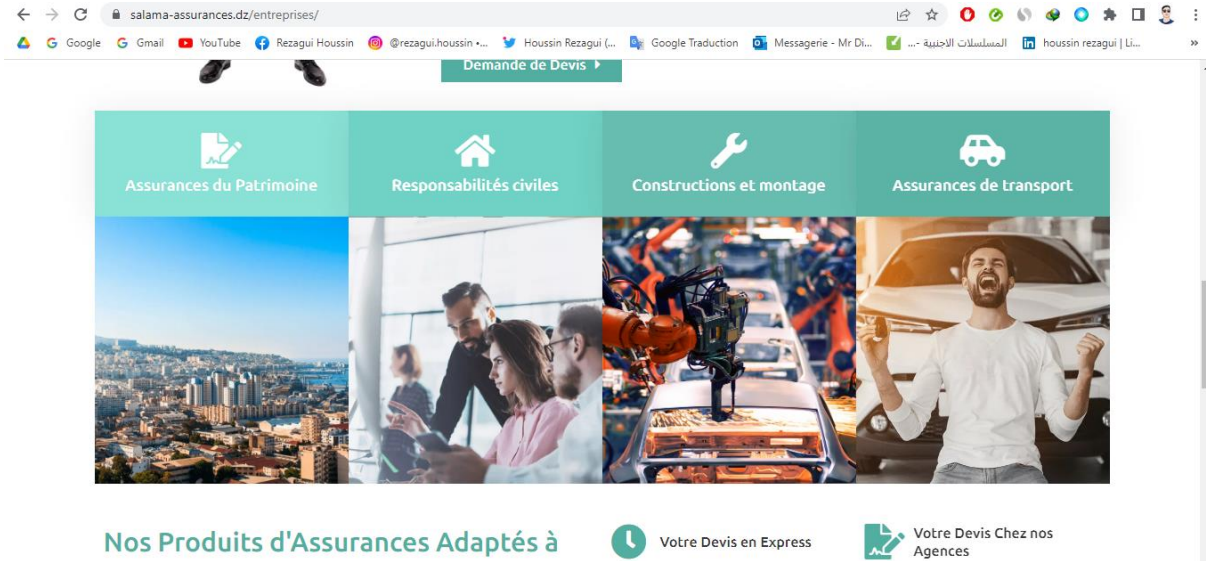 salama-assurances.dz/entreprises/
Google
Gmail
YouTube
Rezagui Houssin
@rezagui.houssin •...
Houssin Rezagui (...
Google Traduction
Messagerie - Mr Di...
المسلسلات الاجنبية -...
houssin rezagui | Li...
»
Demande de Devis
Assurances du Patrimoine
Responsabilités civiles
Constructions et montage
Assurances de transport
Nos Produits d'Assurances Adaptés à
Votre Devis en Express
Votre Devis Chez nos
Agences